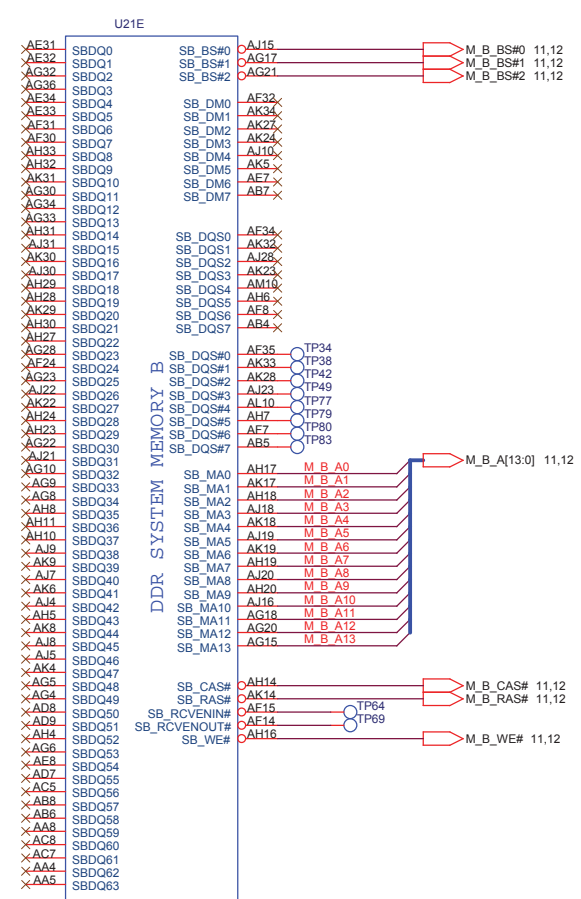 U21E
AE31 SBDQ0 SB_BS#0 AJ15 M_B_BS#0 11,12
AE32 SBDQ1 SB_BS#1 AG17 M_B_BS#1 11,12
AG32 SBDQ2 SB_BS#2 AG21 M_B_BS#2 11,12
AG36 SBDQ3
AE34 SBDQ4 SB_DM0 AF32
AE33 SBDQ5 SB_DM1 AK34
AF31 SBDQ6 SB_DM2 AK27
AF30 SBDQ7 SB_DM3 AK24
AH33 SBDQ8 SB_DM4 AJ10
AH32 SBDQ9 SB_DM5 AK5
AK31 SBDQ10 SB_DM6 AE7
AG30 SBDQ11 SB_DM7 AB7
AG34 SBDQ12
AG33 SBDQ13
AH31 SBDQ14 SB_DQS0 AF34
AJ31 SBDQ15 SB_DQS1 AK32
AK30 SBDQ16 SB_DQS2 AJ28
AJ30 SBDQ17 SB_DQS3 AK23
AH29 SBDQ18 SB_DQS4 AM10
AH28 SBDQ19 SB_DQS5 AH6
AK29 SBDQ20 SB_DQS6 AF8
AH30 SBDQ21 SB_DQS7 AB4
AH27 SBDQ22
AG28 SBDQ23 SB_DQS#0 AF35 TP34
AF24 SBDQ24 SB_DQS#1 AK33 TP38
AG23 SBDQ25 SB_DQS#2 AK28 TP42
AJ22 SBDQ26 SB_DQS#3 AJ23 TP49
AK22 SBDQ27 SB_DQS#4 AL10 TP77
AH24 SBDQ28 SB_DQS#5 AH7 TP79
AH23 SBDQ29 SB_DQS#6 AF7 TP80
AG22 SBDQ30 SB_DQS#7 AB5 TP83
AJ21 SBDQ31 M_B_A[13:0] 11,12
AG10 SBDQ32 SB_MA0 AH17 M_B_A0
AG9 SBDQ33 SB_MA1 AK17 M_B_A1
AG8 SBDQ34 SB_MA2 AH18 M_B_A2
AH8 SBDQ35 SB_MA3 AJ18 M_B_A3
AH11 SBDQ36 SB_MA4 AK18 M_B_A4
AH10 SBDQ37 SB_MA5 AJ19 M_B_A5
AJ9 SBDQ38 SB_MA6 AK19 M_B_A6
AK9 SBDQ39 SB_MA7 AH19 M_B_A7
AJ7 SBDQ40 SB_MA8 AJ20 M_B_A8
AK6 SBDQ41 SB_MA9 AH20 M_B_A9
AJ4 SBDQ42 SB_MA10 AJ16 M_B_A10
AH5 SBDQ43 SB_MA11 AG18 M_B_A11
AK8 SBDQ44 SB_MA12 AG20 M_B_A12
AJ8 SBDQ45 SB_MA13 AG15 M_B_A13
AJ5 SBDQ46
AK4 SBDQ47
AG5 SBDQ48 SB_CAS# AH14 M_B_CAS# 11,12
AG4 SBDQ49 SB_RAS# AK14 M_B_RAS# 11,12
AD8 SBDQ50 SB_RCVENIN# AF15 TP64
AD9 SBDQ51 SB_RCVENOUT# AF14 TP69
AH4 SBDQ52 SB_WE# AH16 M_B_WE# 11,12
AG6 SBDQ53
AE8 SBDQ54
AD7 SBDQ55
AC5 SBDQ56
AB8 SBDQ57
AB6 SBDQ58
AA8 SBDQ59
AC8 SBDQ60
AC7 SBDQ61
AA4 SBDQ62
AA5 SBDQ63
DDR SYSTEM MEMORY B